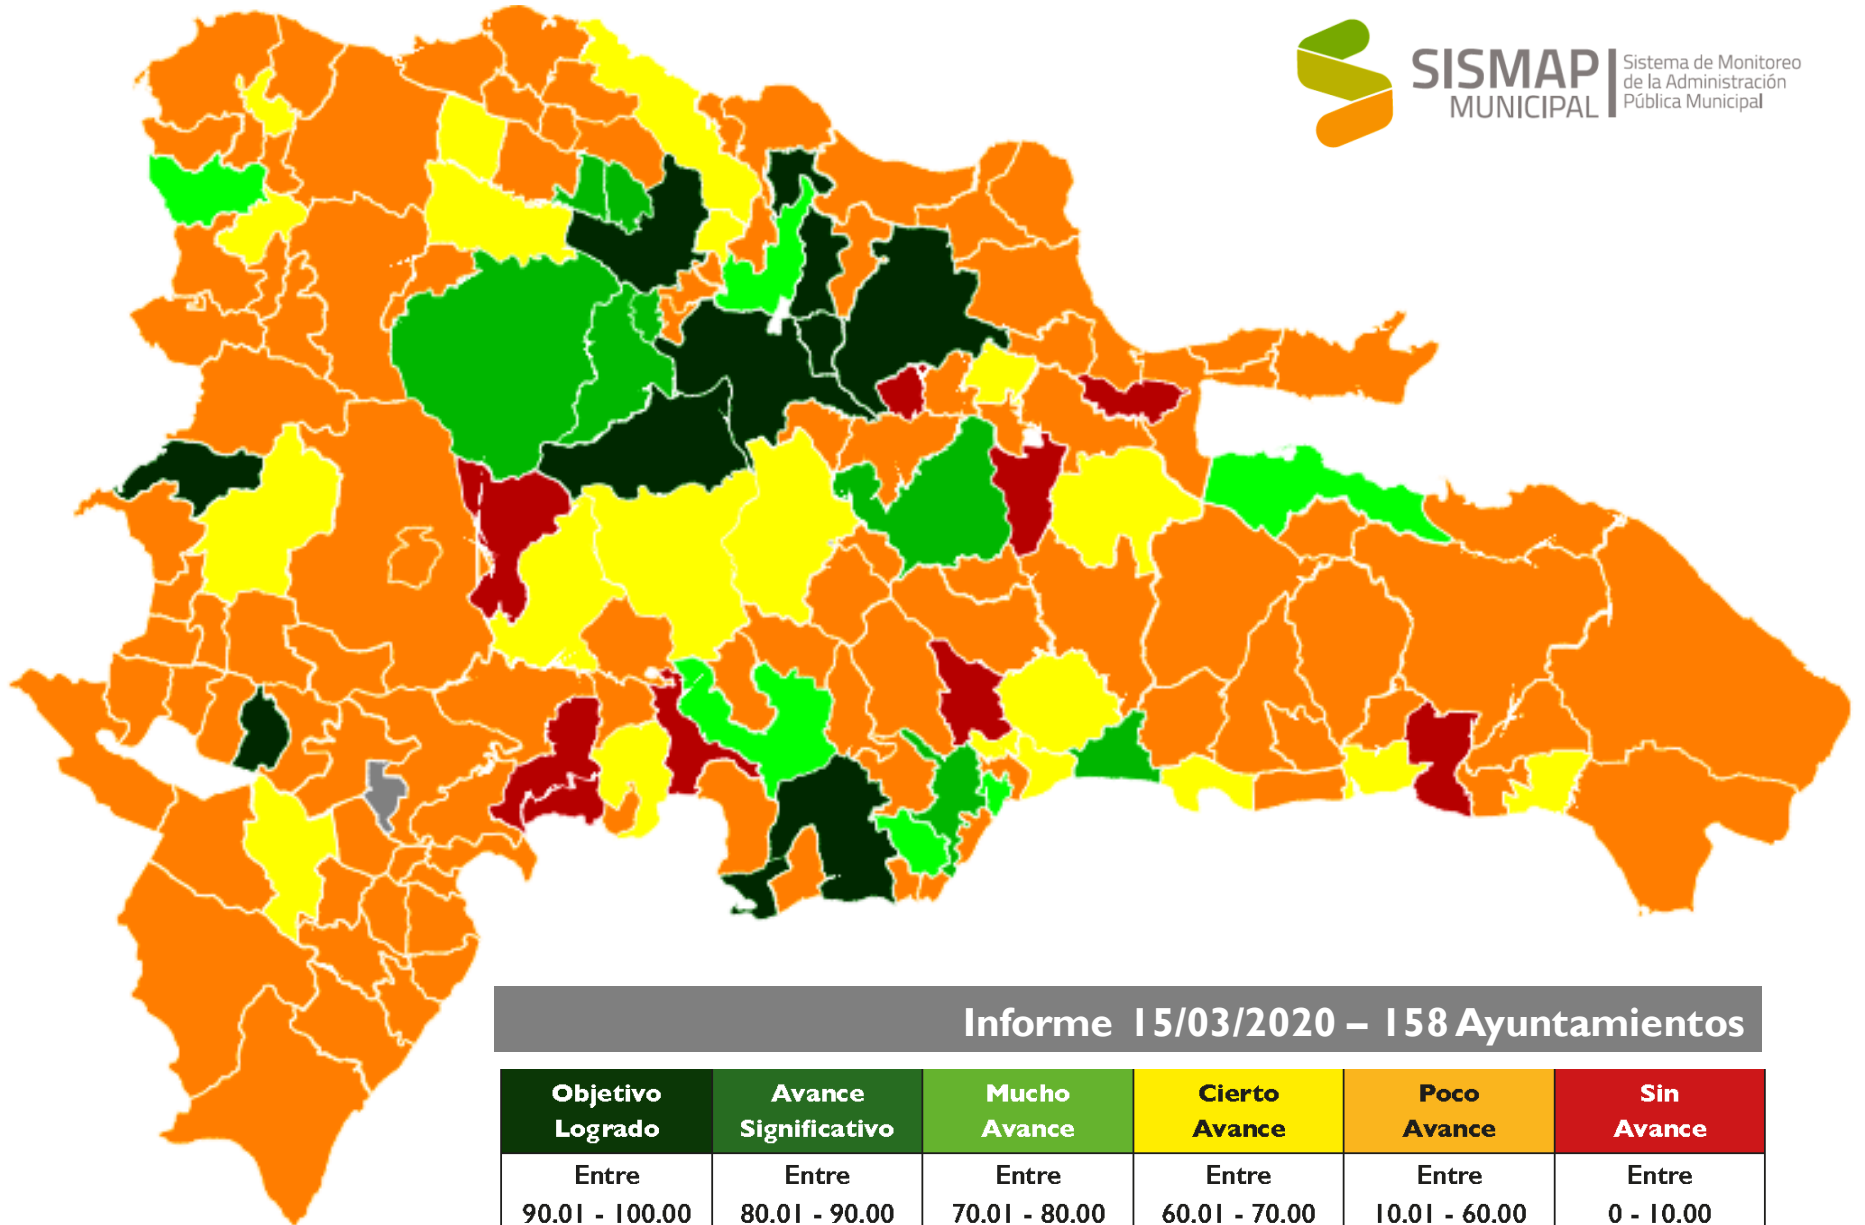 SISMAP
MUNICIPAL
Sistema de Monitoreo
de la Administración
Pública Municipal
Informe 15/03/2020 – 158 Ayuntamientos
Objetivo Logrado
Avance Significativo
Mucho Avance
Cierto Avance
Poco Avance
Sin Avance
Entre 90.01 - 100.00
Entre 80.01 - 90.00
Entre 70.01 - 80.00
Entre 60.01 - 70.00
Entre 10.01 - 60.00
Entre 0 - 10.00